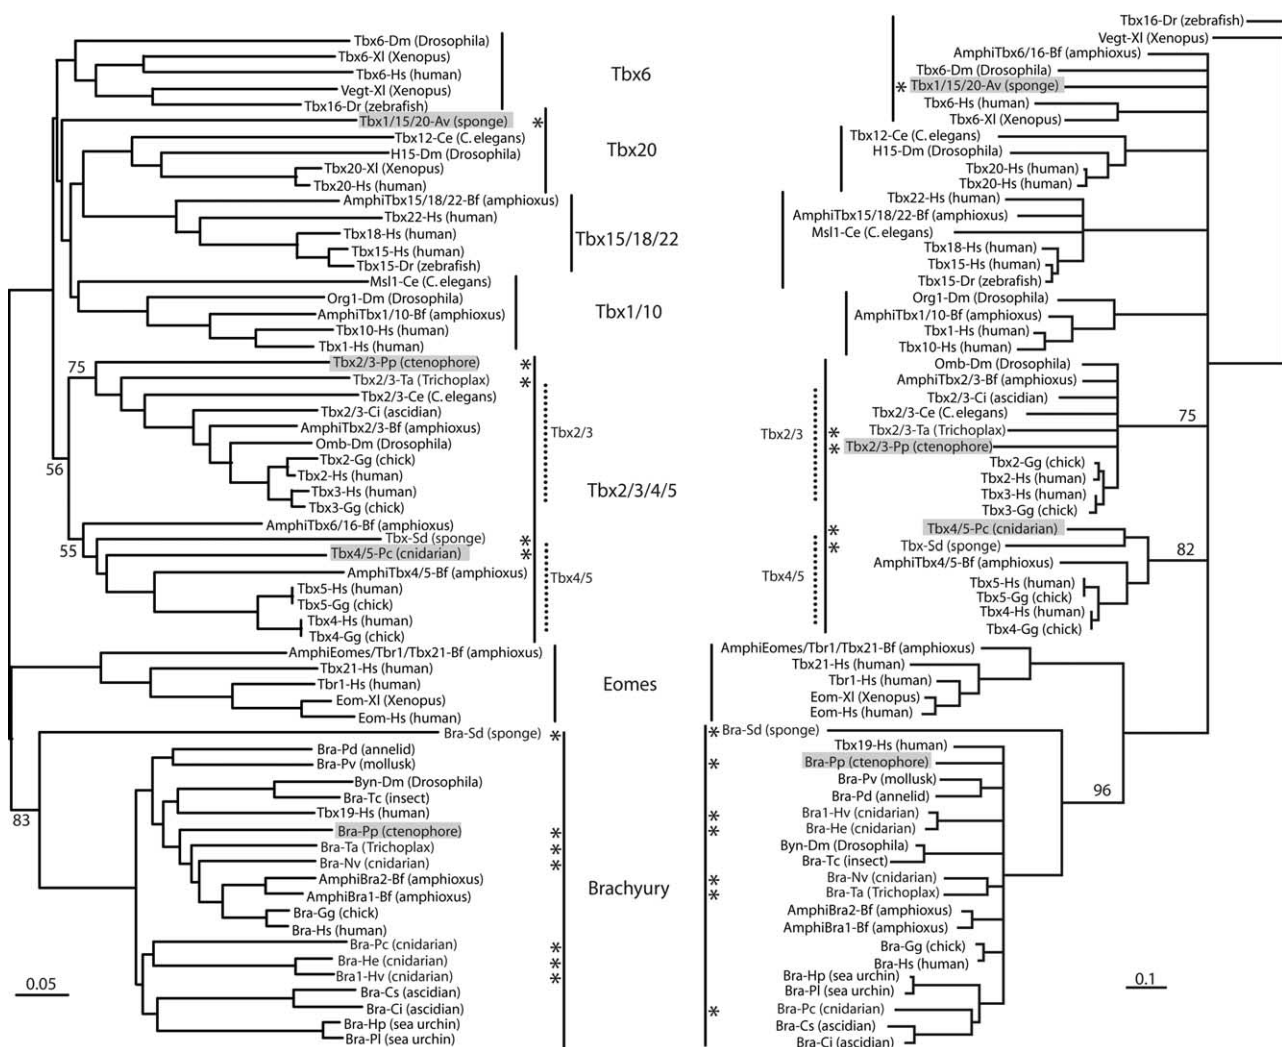 Tbx6-Dm (Drosophila)
Tbx6-Xl (Xenopus)
Tbx6-Hs (human)
Vegt-Xl (Xenopus)
Tbx16-Dr (zebrafish)
Tbx1/15/20-Av (sponge) *
Tbx12-Ce (C. elegans)
H15-Dm (Drosophila)
Tbx20-Xl (Xenopus)
Tbx20-Hs (human)
AmphiTbx15/18/22-Bf (amphioxus)
Tbx22-Hs (human)
Tbx18-Hs (human)
Tbx15-Hs (human)
Tbx15-Dr (zebrafish)
Msl1-Ce (C. elegans)
Org1-Dm (Drosophila)
AmphiTbx1/10-Bf (amphioxus)
Tbx10-Hs (human)
Tbx1-Hs (human)
Tbx2/3-Pp (ctenophore) *
Tbx2/3-Ta (Trichoplax) *
Tbx2/3-Ce (C. elegans)
Tbx2/3-Ci (ascidian)
AmphiTbx2/3-Bf (amphioxus)
Omb-Dm (Drosophila)
Tbx2-Gg (chick)
Tbx2-Hs (human)
Tbx3-Hs (human)
Tbx3-Gg (chick)
AmphiTbx6/16-Bf (amphioxus)
Tbx-Sd (sponge) *
Tbx4/5-Pc (cnidarian) *
AmphiTbx4/5-Bf (amphioxus)
Tbx5-Hs (human)
Tbx5-Gg (chick)
Tbx4-Hs (human)
Tbx4-Gg (chick)
AmphiEomes/Tbr1/Tbx21-Bf (amphioxus)
Tbx21-Hs (human)
Tbr1-Hs (human)
Eom-Xl (Xenopus)
Eom-Hs (human)
Bra-Sd (sponge) *
Bra-Pd (annelid)
Bra-Pv (mollusk)
Byn-Dm (Drosophila)
Bra-Tc (insect)
Tbx19-Hs (human)
Bra-Pp (ctenophore) *
Bra-Ta (Trichoplax) *
Bra-Nv (cnidarian) *
AmphiBra2-Bf (amphioxus)
AmphiBra1-Bf (amphioxus)
Bra-Gg (chick)
Bra-Hs (human)
Bra-Pc (cnidarian) *
Bra-He (cnidarian) *
Bra1-Hv (cnidarian) *
Bra-Cs (ascidian)
Bra-Ci (ascidian)
Bra-Hp (sea urchin)
Bra-Pl (sea urchin)
75
56
55
83
0.05
Tbx6
Tbx20
Tbx15/18/22
Tbx1/10
Tbx2/3
Tbx2/3/4/5
Tbx4/5
Eomes
Brachyury
Tbx16-Dr (zebrafish)
Vegt-Xl (Xenopus)
AmphiTbx6/16-Bf (amphioxus)
Tbx6-Dm (Drosophila)
* Tbx1/15/20-Av (sponge)
Tbx6-Hs (human)
Tbx6-Xl (Xenopus)
Tbx12-Ce (C. elegans)
H15-Dm (Drosophila)
Tbx20-Hs (human)
Tbx20-Hs (human)
Tbx22-Hs (human)
AmphiTbx15/18/22-Bf (amphioxus)
Msl1-Ce (C. elegans)
Tbx18-Hs (human)
Tbx15-Hs (human)
Tbx15-Dr (zebrafish)
Org1-Dm (Drosophila)
AmphiTbx1/10-Bf (amphioxus)
Tbx1-Hs (human)
Tbx10-Hs (human)
Omb-Dm (Drosophila)
AmphiTbx2/3-Bf (amphioxus)
Tbx2/3-Ci (ascidian)
Tbx2/3-Ce (C. elegans)
* Tbx2/3-Ta (Trichoplax)
* Tbx2/3-Pp (ctenophore)
Tbx2-Gg (chick)
Tbx2-Hs (human)
Tbx3-Hs (human)
Tbx3-Gg (chick)
* Tbx4/5-Pc (cnidarian)
* Tbx-Sd (sponge)
AmphiTbx4/5-Bf (amphioxus)
Tbx5-Hs (human)
Tbx5-Gg (chick)
Tbx4-Hs (human)
Tbx4-Gg (chick)
AmphiEomes/Tbr1/Tbx21-Bf (amphioxus)
Tbx21-Hs (human)
Tbr1-Hs (human)
Eom-Xl (Xenopus)
Eom-Hs (human)
* Bra-Sd (sponge)
Tbx19-Hs (human)
* Bra-Pp (ctenophore)
Bra-Pv (mollusk)
Bra-Pd (annelid)
* Bra1-Hv (cnidarian)
* Bra-He (cnidarian)
Byn-Dm (Drosophila)
Bra-Tc (insect)
* Bra-Nv (cnidarian)
* Bra-Ta (Trichoplax)
AmphiBra2-Bf (amphioxus)
AmphiBra1-Bf (amphioxus)
Bra-Gg (chick)
Bra-Hs (human)
Bra-Hp (sea urchin)
Bra-Pl (sea urchin)
* Bra-Pc (cnidarian)
Bra-Cs (ascidian)
Bra-Ci (ascidian)
Tbx2/3
Tbx4/5
75
82
96
0.1